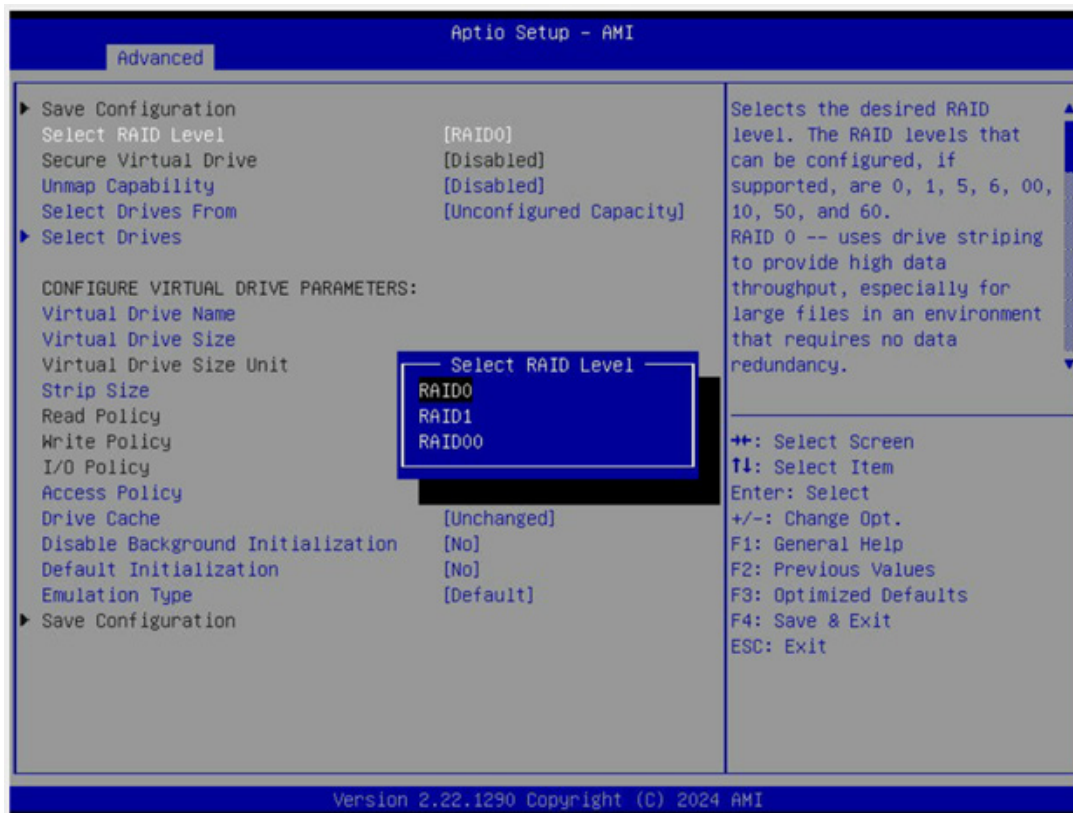 Aptio Setup - AMI
Advanced
Save Configuration
Select RAID Level [RAID0]
Secure Virtual Drive [Disabled]
Unmap Capability [Disabled]
Select Drives From [Unconfigured Capacity]
Select Drives
CONFIGURE VIRTUAL DRIVE PARAMETERS:
Virtual Drive Name
Virtual Drive Size
Virtual Drive Size Unit
Strip Size
Read Policy
Write Policy
I/O Policy
Access Policy
Drive Cache [Unchanged]
Disable Background Initialization [No]
Default Initialization [No]
Emulation Type [Default]
Save Configuration
Select RAID Level
RAID0
RAID1
RAID00
Selects the desired RAID
level. The RAID levels that
can be configured, if
supported, are 0, 1, 5, 6, 00,
10, 50, and 60.
RAID 0 -- uses drive striping
to provide high data
throughput, especially for
large files in an environment
that requires no data
redundancy.
→←: Select Screen
↑↓: Select Item
Enter: Select
+/-: Change Opt.
F1: General Help
F2: Previous Values
F3: Optimized Defaults
F4: Save & Exit
ESC: Exit
Version 2.22.1290 Copyright (C) 2024 AMI